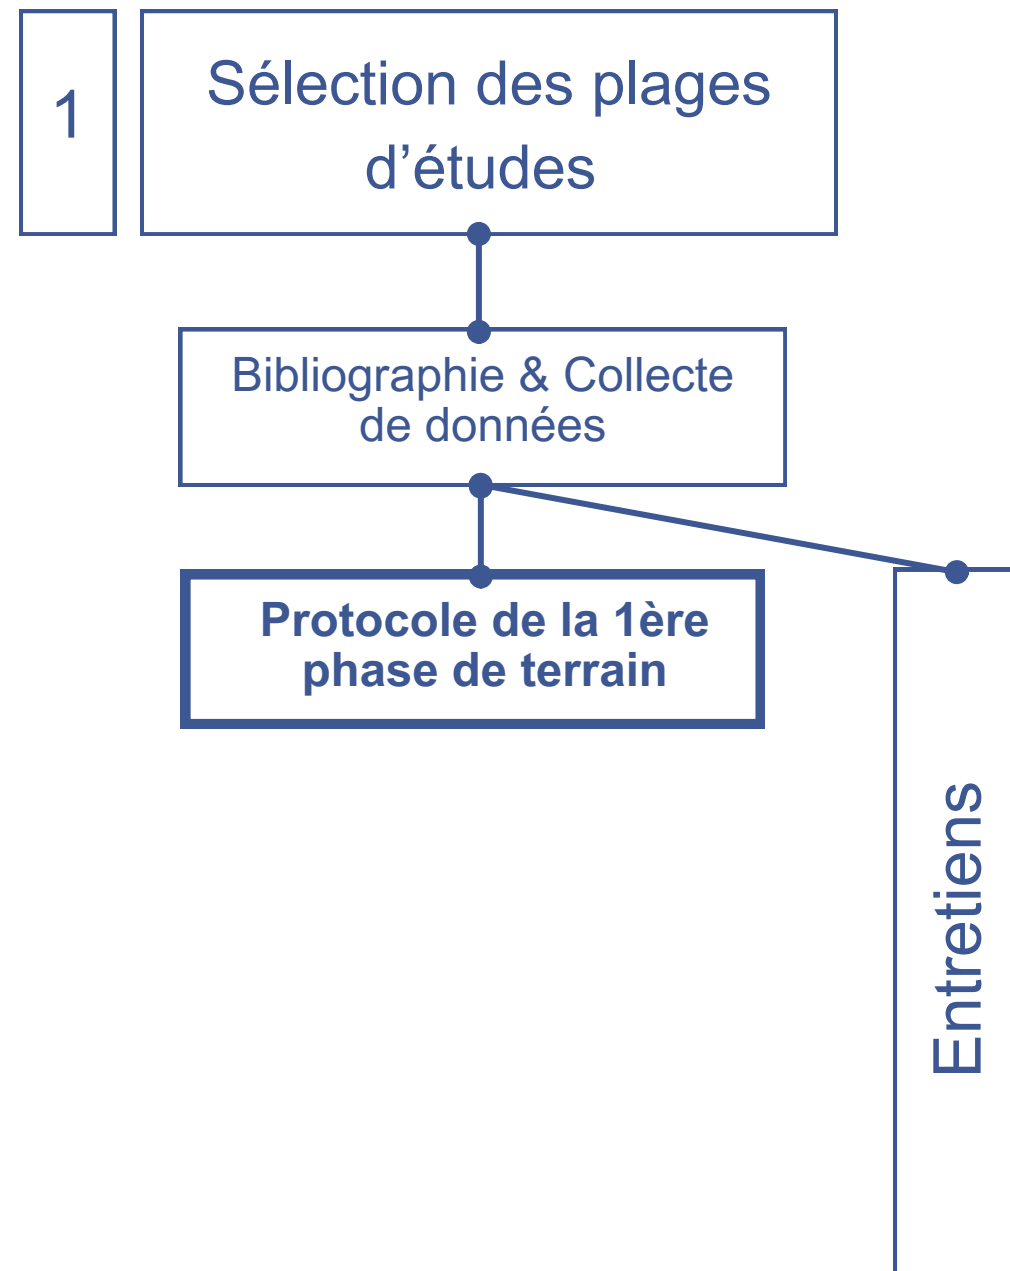 1
Sélection des plages
d’études
Bibliographie & Collecte
de données
Protocole de la 1ère
phase de terrain
Entretiens